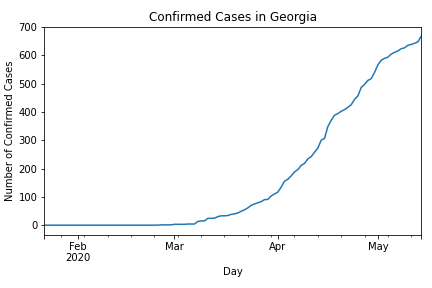 Confirmed Cases in Georgia
Number of Confirmed Cases
700
600
500
400
300
200
100
0
Feb Mar Apr May
2020
Day